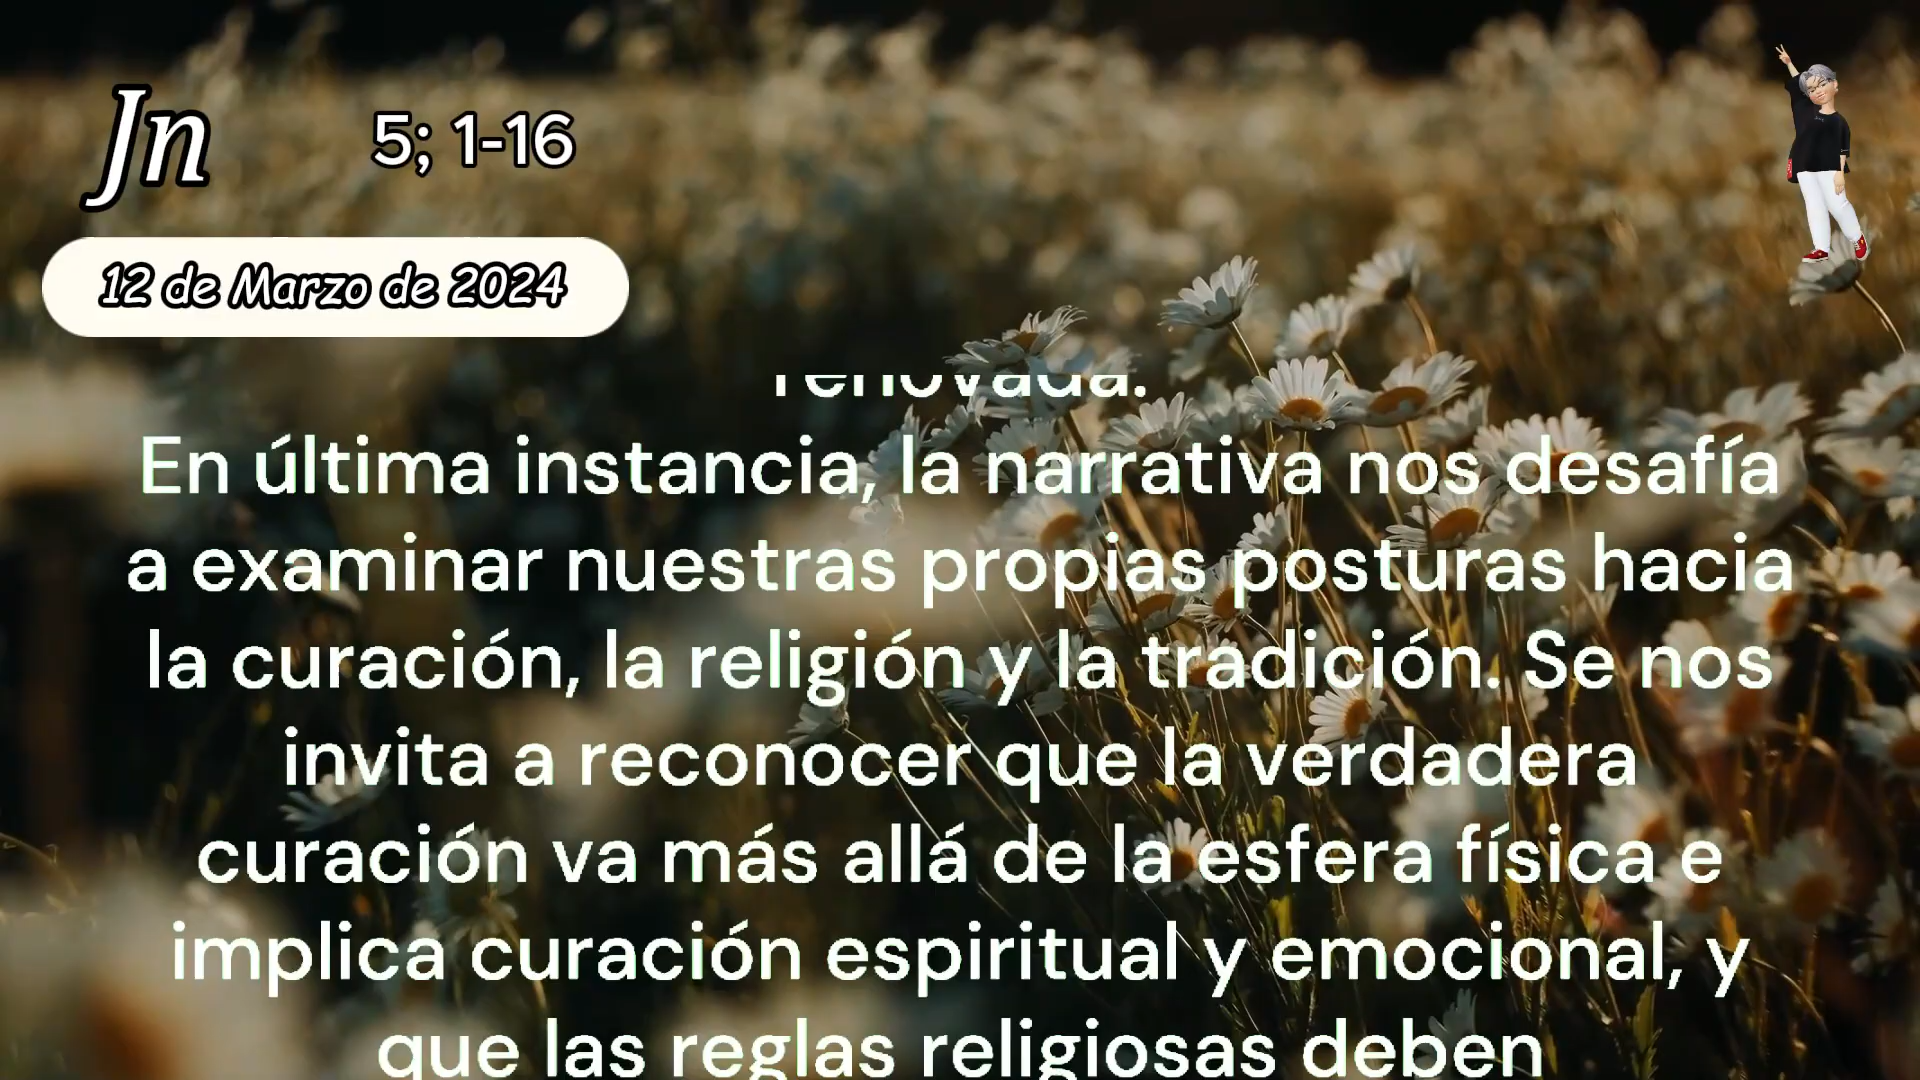 Jn 5; 1-16
12 de Marzo de 2024
renovada.
En última instancia, la narrativa nos desafía
a examinar nuestras propias posturas hacia
la curación, la religión y la tradición. Se nos
invita a reconocer que la verdadera
curación va más allá de la esfera física e
implica curación espiritual y emocional, y
que las reglas religiosas deben